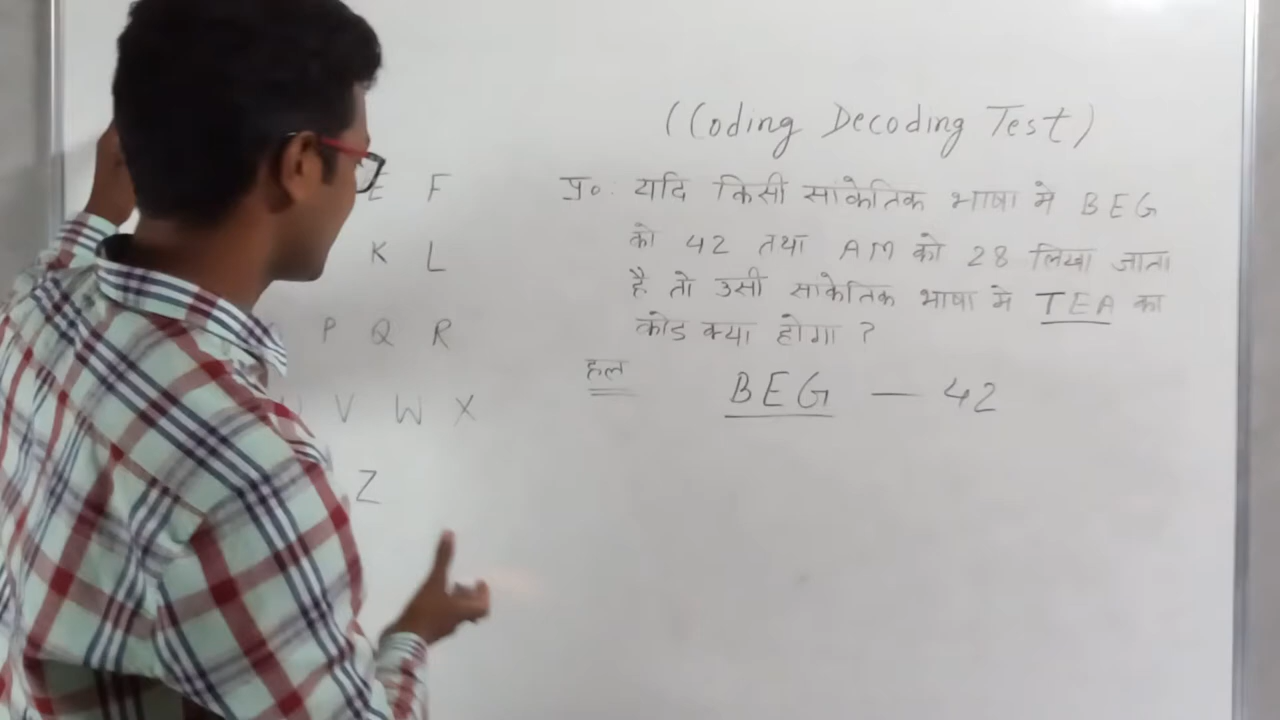 (Coding Decoding Test)
E F
K L
P Q R
V W X
Z
प्र०: यदि किसी सांकेतिक भाषा मे BEG
को 42 तथा AM को 28 लिखा जाता
है तो उसी सांकेतिक भाषा मे TEA का
कोड क्या होगा ?
हल
BEG — 42